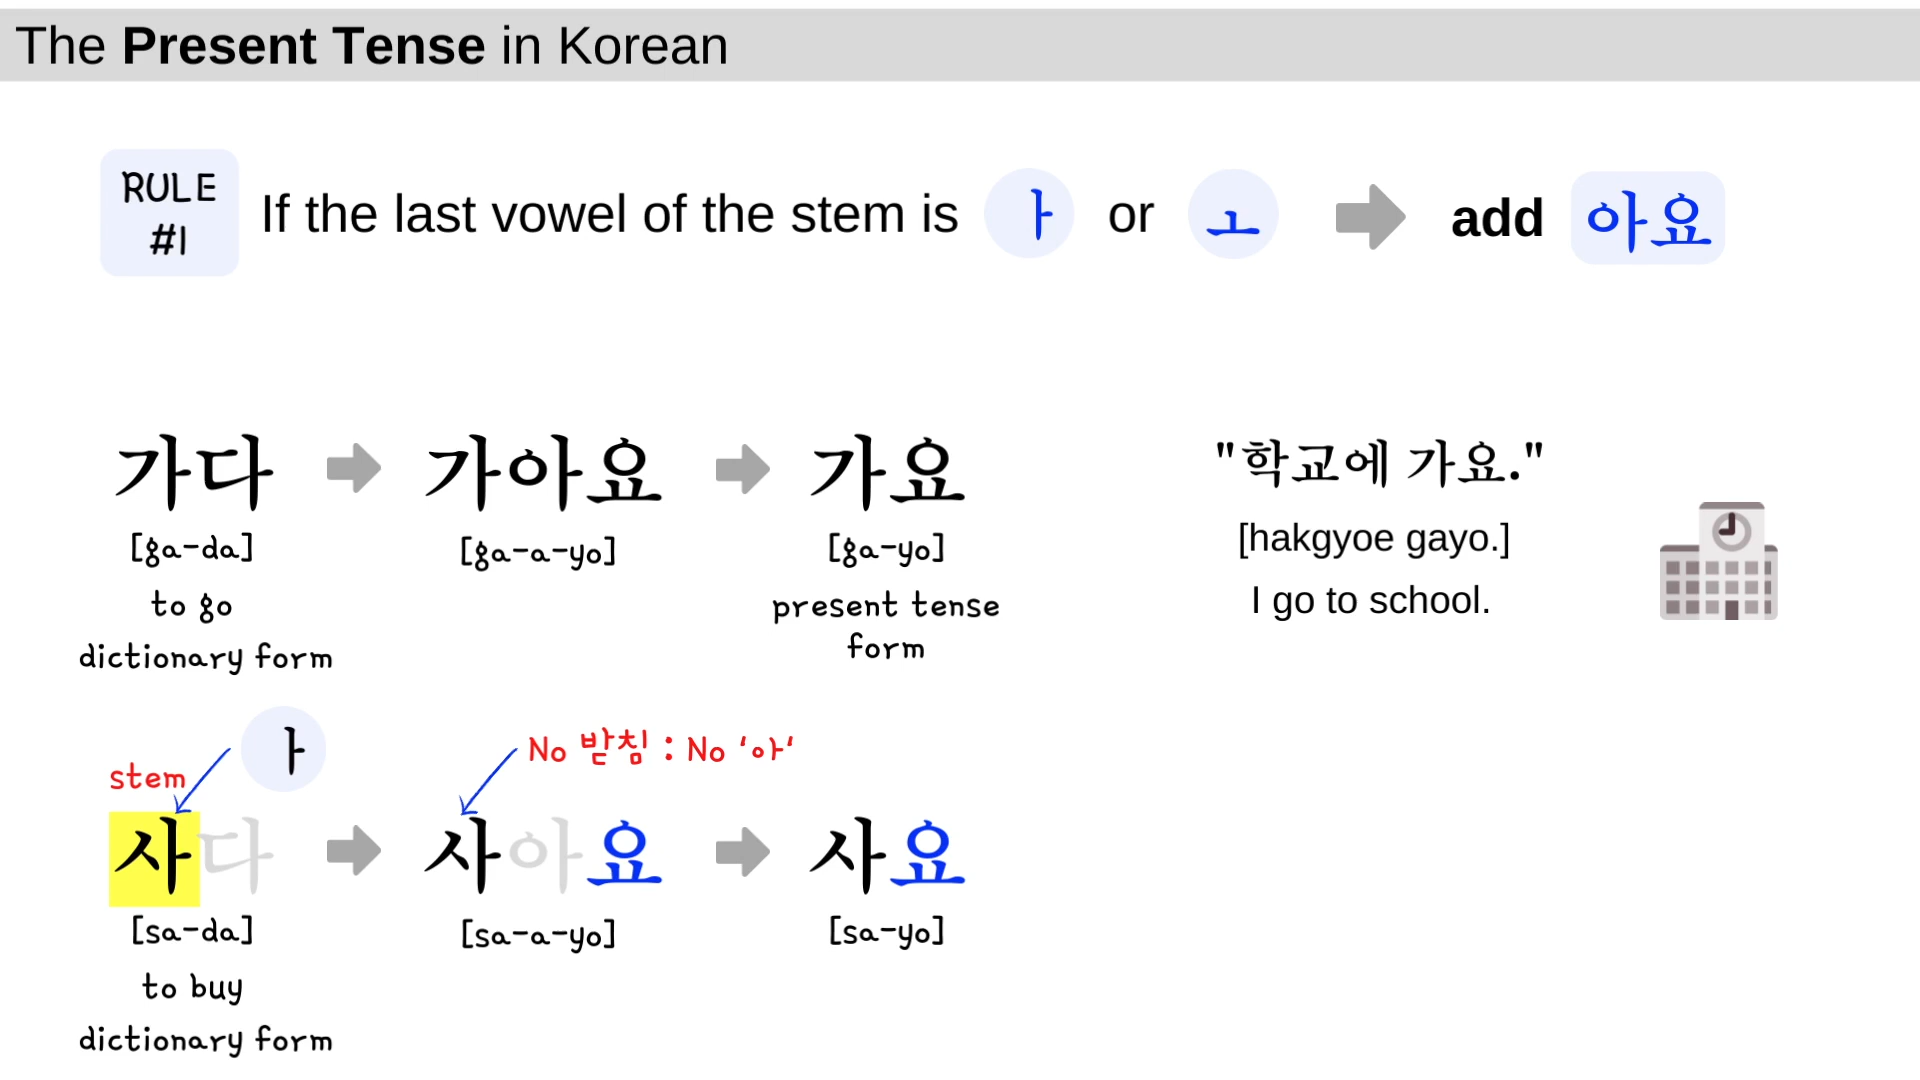 The Present Tense in Korean
RULE
#1
If the last vowel of the stem is ㅏ or ㅗ add 아요
가다 가아요 가요
[ga-da] [ga-a-yo] [ga-yo]
to go
dictionary form
present tense
form
"학교에 가요."
[hakgyoe gayo.]
I go to school.
ㅏ
stem
No 받침 : No '아'
사다 사아요 사요
[sa-da] [sa-a-yo] [sa-yo]
to buy
dictionary form